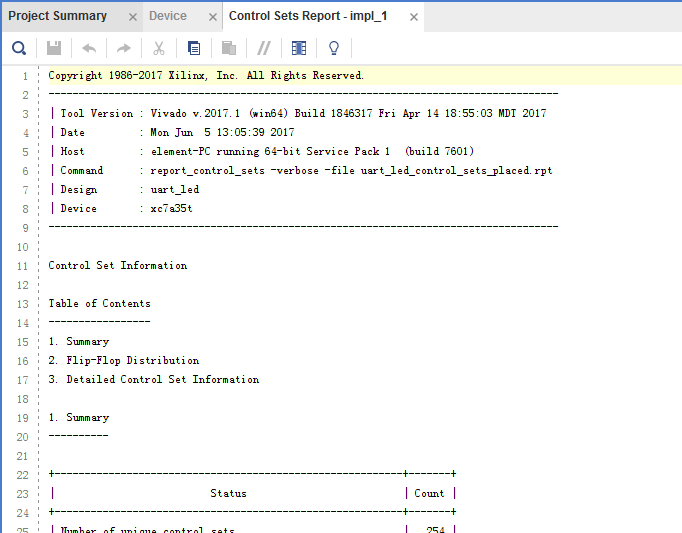 Project Summary × Device × Control Sets Report - impl_1 ×
1 Copyright 1986-2017 Xilinx, Inc. All Rights Reserved.
2 --------------------------------------------------------------------
3 | Tool Version : Vivado v.2017.1 (win64) Build 1846317 Fri Apr 14 18:55:03 MDT 2017
4 | Date : Mon Jun 5 13:05:39 2017
5 | Host : element-PC running 64-bit Service Pack 1 (build 7601)
6 | Command : report_control_sets -verbose -file uart_led_control_sets_placed.rpt
7 | Design : uart_led
8 | Device : xc7a35t
9 --------------------------------------------------------------------
10
11 Control Set Information
12
13 Table of Contents
14 -----------------
15 1. Summary
16 2. Flip-Flop Distribution
17 3. Detailed Control Set Information
18
19 1. Summary
20 ----------
21
22 +----------------------------------------------+-------+
23 | Status | Count |
24 +----------------------------------------------+-------+
25 | Number of unique control sets | 254 |